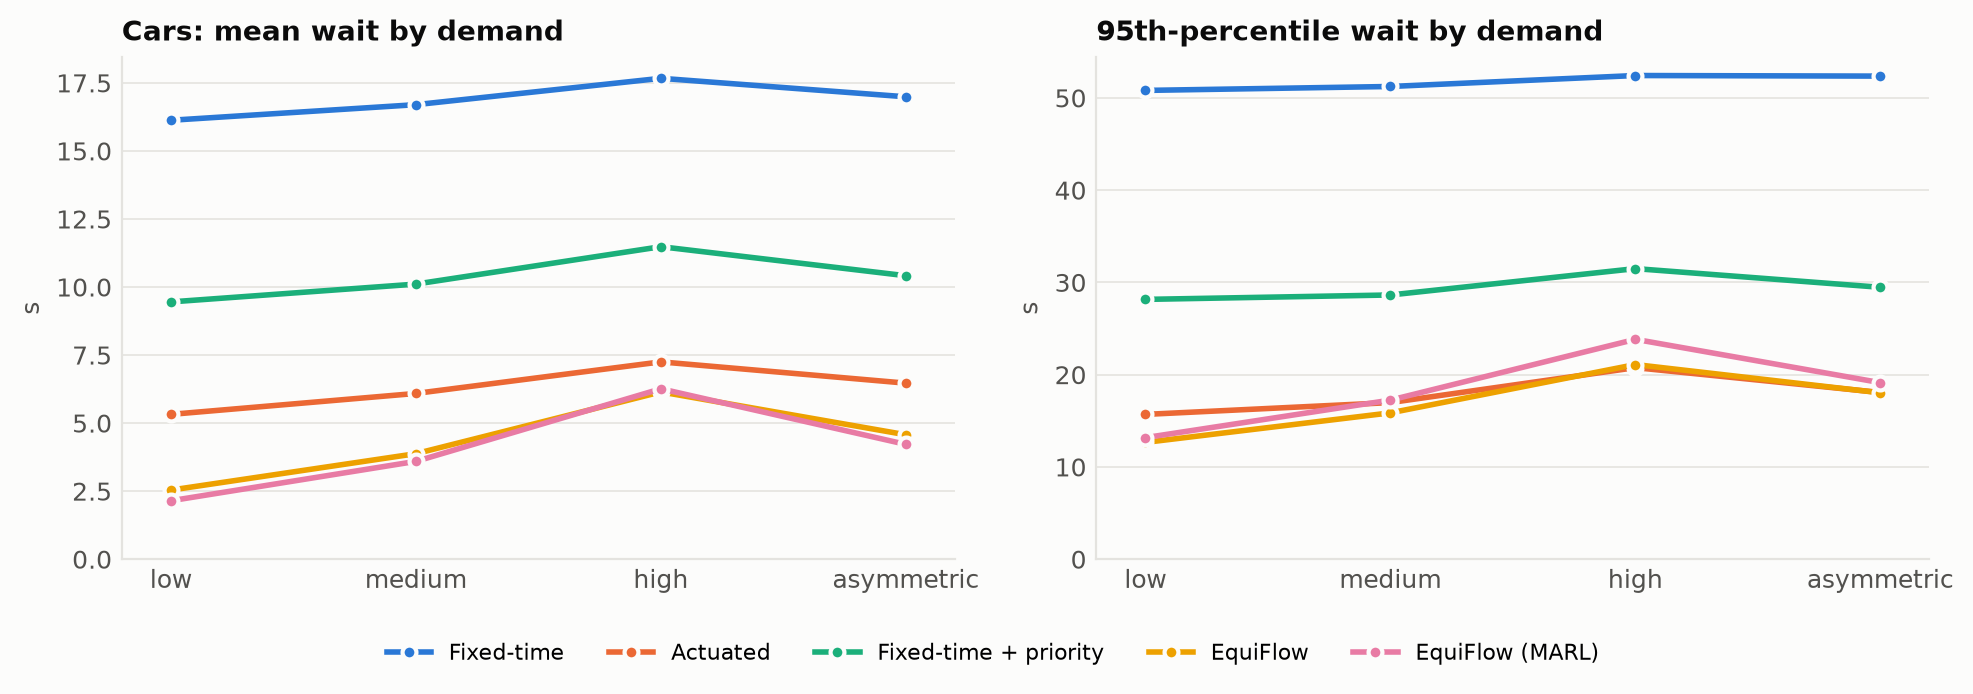 Cars: mean wait by demand
17.5
15.0
12.5
10.0
7.5
5.0
2.5
0.0
s
low medium high asymmetric
95th-percentile wait by demand
50
40
30
20
10
0
s
low medium high asymmetric
Fixed-time Actuated Fixed-time + priority EquiFlow EquiFlow (MARL)